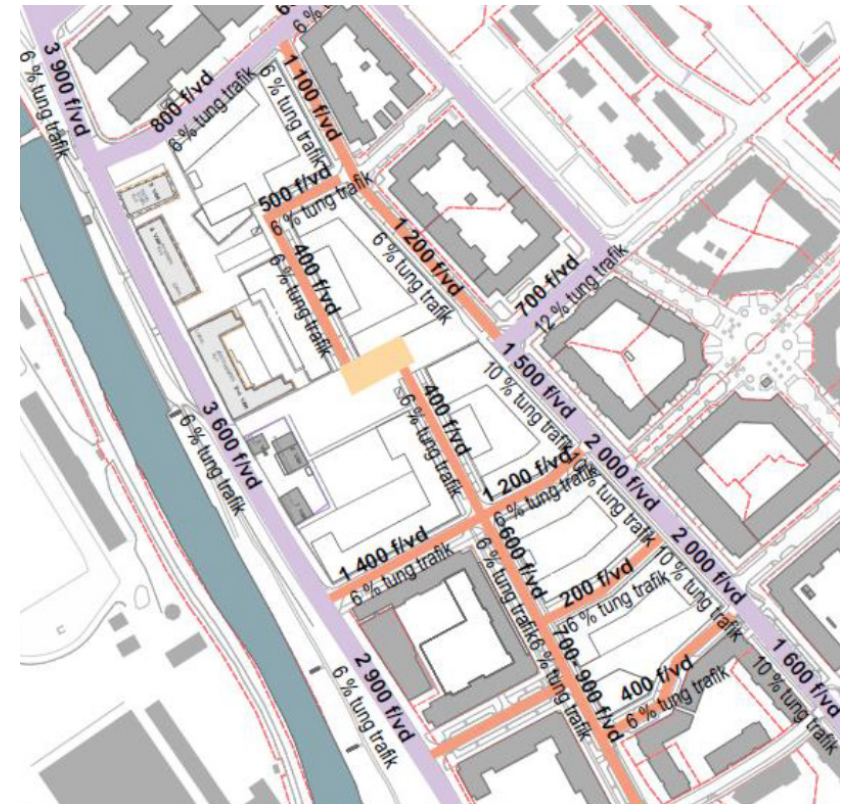 3 900 f/vd
6 % tung trafik
800 f/vd
6 % tung trafik
6 %
1 100 f/vd
6 % tung trafik
500 f/vd
6 % tung trafik
400 f/vd
6 % tung trafik
1 200 f/vd
6 % tung trafik
700 f/vd
12 % tung trafik
1 500 f/vd
10 % tung trafik
400 f/vd
6 % tung trafik
3 600 f/vd
6 % tung trafik
2 000 f/vd
tung trafik
1 200 f/vd
6 % tung trafik
2 000 f/vd
10 % tung trafik
1 400 f/vd
6 % tung trafik
600 f/vd
6 % tung trafik
200 f/vd
6 % tung trafik
1 600 f/vd
10 % tung trafik
2 900 f/vd
6 % tung trafik
700- 900 f/vd
6 % tung trafik
400 f/vd
6 % tung trafik